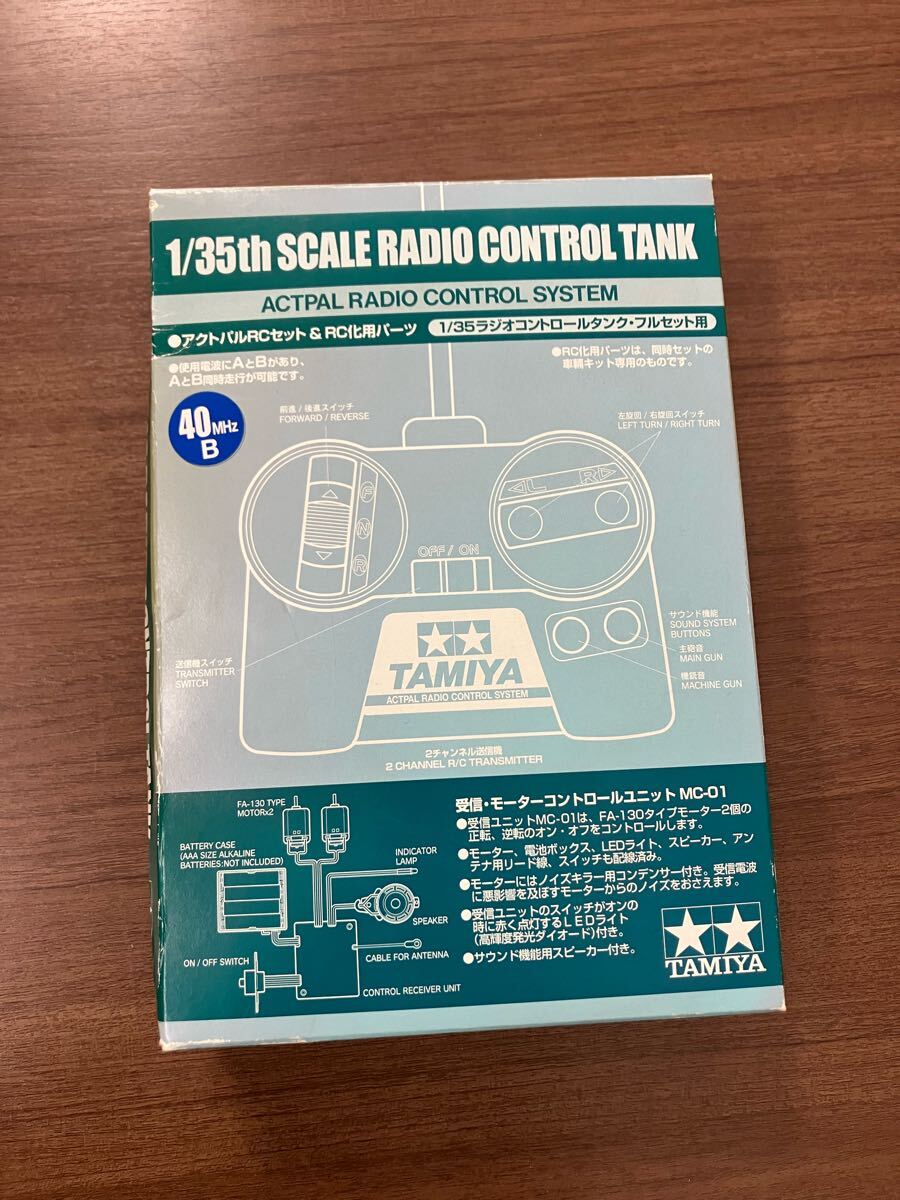 1/35th SCALE RADIO CONTROL TANK
ACTPAL RADIO CONTROL SYSTEM
●アクトパルRCセット & RC化用パーツ
1/35ラジオコントロールタンク・フルセット用
●使用電波にAとBがあり、
AとB同時走行が可能です。
●RC化用パーツは、同時セットの
車輌キット専用のものです。
40MHz
B
前進 / 後進スイッチ
FORWARD / REVERSE
左旋回 / 右旋回スイッチ
LEFT TURN / RIGHT TURN
F
N
R
L R
OFF / ON
サウンド機能
SOUND SYSTEM
BUTTONS
主砲音
MAIN GUN
機銃音
MACHINE GUN
送信機スイッチ
TRANSMITTER
SWITCH
TAMIYA
ACTPAL RADIO CONTROL SYSTEM
2チャンネル送信機
2 CHANNEL R/C TRANSMITTER
FA-130 TYPE
MOTORx2
BATTERY CASE
(AAA SIZE ALKALINE
BATTERIES:NOT INCLUDED)
INDICATOR
LAMP
SPEAKER
CABLE FOR ANTENNA
ON / OFF SWITCH
CONTROL RECEIVER UNIT
受信・モーターコントロールユニット MC-01
●受信ユニットMC-01は、FA-130タイプモーター2個の
正転、逆転のオン・オフをコントロールします。
●モーター、電池ボックス、LEDライト、スピーカー、アン
テナ用リード線、スイッチも配線済み。
●モーターにはノイズキラー用コンデンサー付き。受信電波
に悪影響を及ぼすモーターからのノイズをおさえます。
●受信ユニットのスイッチがオンの
時に赤く点灯するLEDライト
(高輝度発光ダイオード)付き。
●サウンド機能用スピーカー付き。
TAMIYA